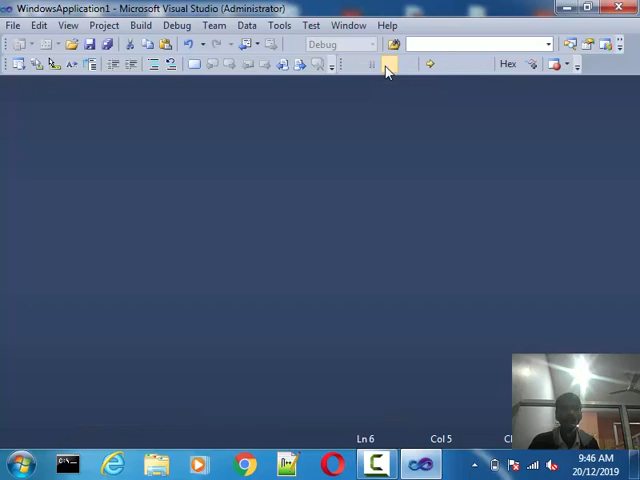 WindowsApplication1 - Microsoft Visual Studio (Administrator)
File Edit View Project Build Debug Team Data Tools Test Window Help
Debug
Hex
Ln 6 Col 5
9:46 AM
20/12/2019